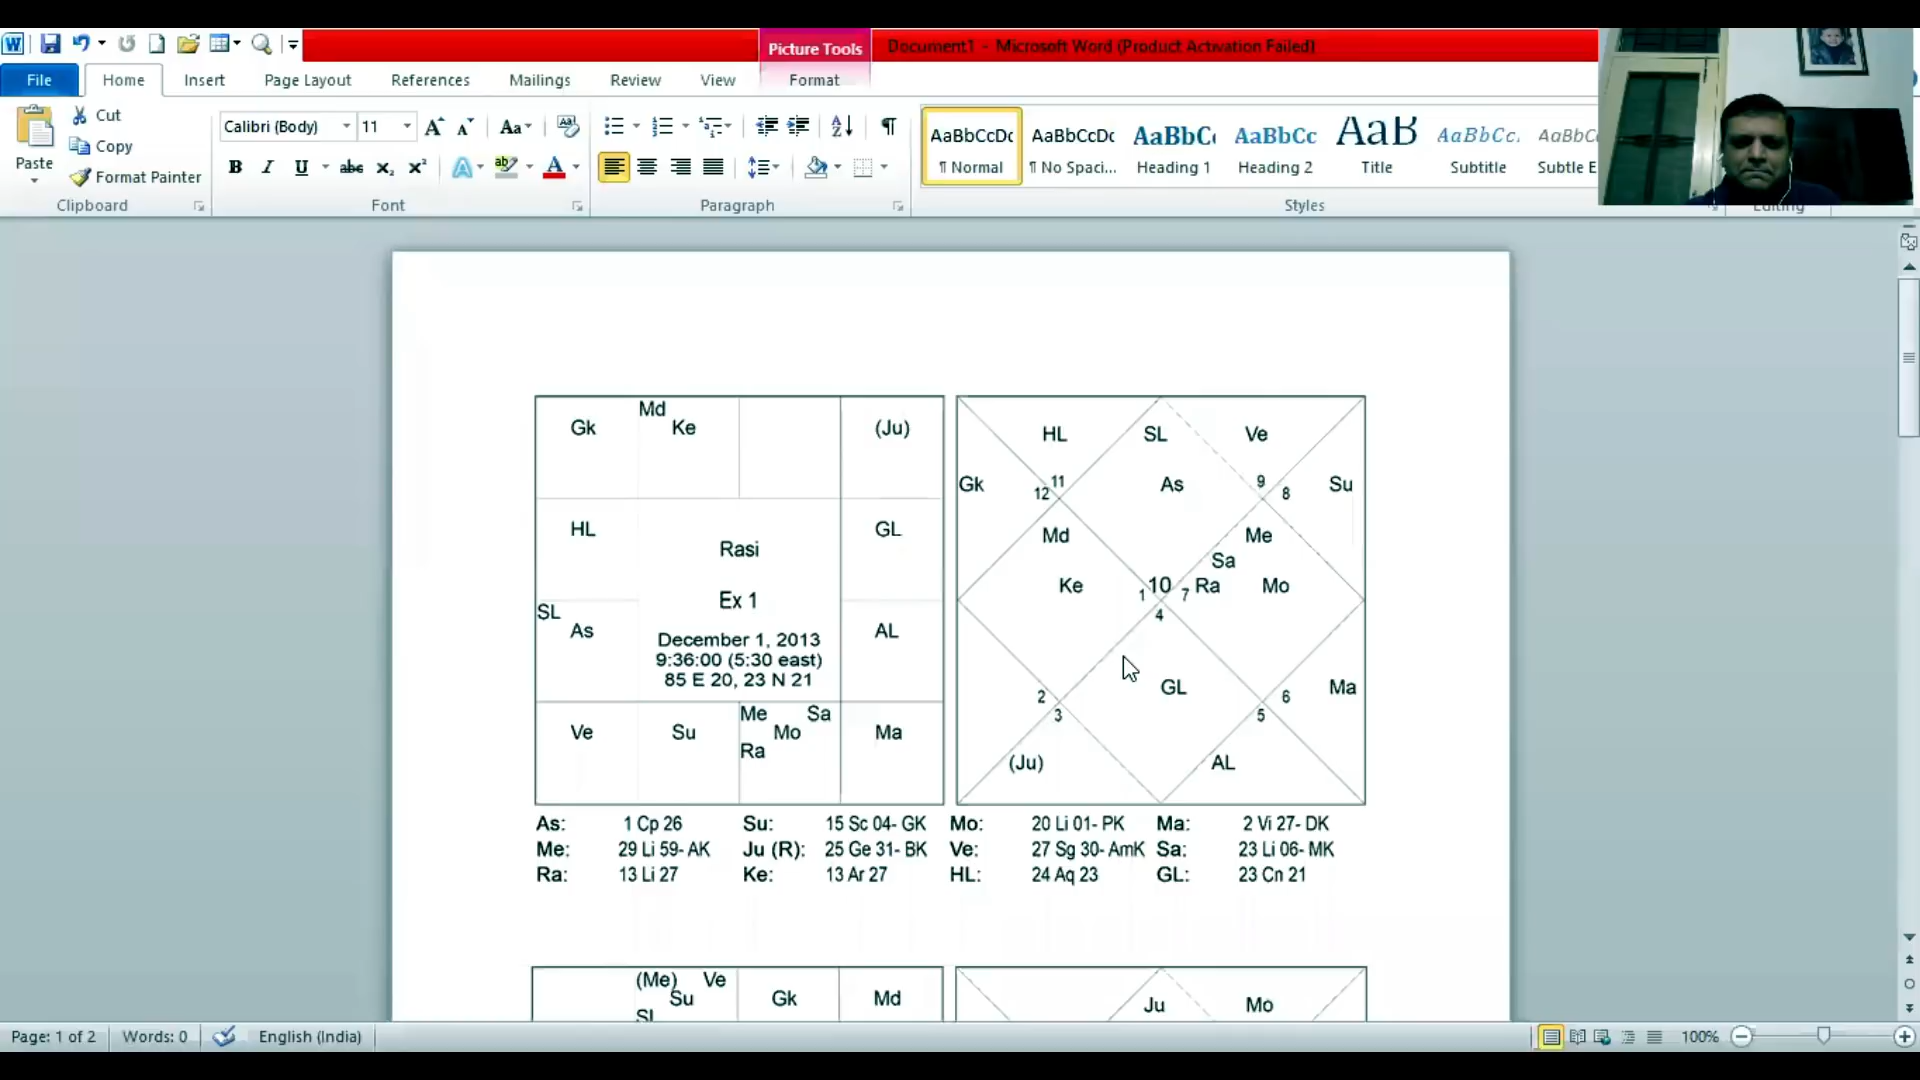 Picture Tools
Document1 - Microsoft Word (Product Activation Failed)
File Home Insert Page Layout References Mailings Review View Format
Paste
Cut
Copy
Format Painter
Calibri (Body) 11
AaBbCcDc AaBbCcDc AaBbC AaBbCc AaB AaBbCc. AaBbCc
¶ Normal ¶ No Spaci... Heading 1 Heading 2 Title Subtitle Subtle E
Clipboard Font Paragraph Styles Editing
Gk Md Ke (Ju)
HL GL
SL As AL
Rasi
Ex 1
December 1, 2013
9:36:00 (5:30 east)
85 E 20, 23 N 21
Ve Su Me Sa Mo Ra Ma
HL SL Ve
Gk 12 11 As 9 8 Su
Md Me
Sa
Ke 1 10 7 Ra Mo
4
2 3 GL 5 6 Ma
(Ju) AL
As: 1 Cp 26 Su: 15 Sc 04- GK Mo: 20 Li 01- PK Ma: 2 Vi 27- DK
Me: 29 Li 59- AK Ju (R): 25 Ge 31- BK Ve: 27 Sg 30- AmK Sa: 23 Li 06- MK
Ra: 13 Li 27 Ke: 13 Ar 27 HL: 24 Aq 23 GL: 23 Cn 21
(Me) Ve
Su Gk Md
SL
Ju Mo
Page: 1 of 2 Words: 0 English (India) 100%